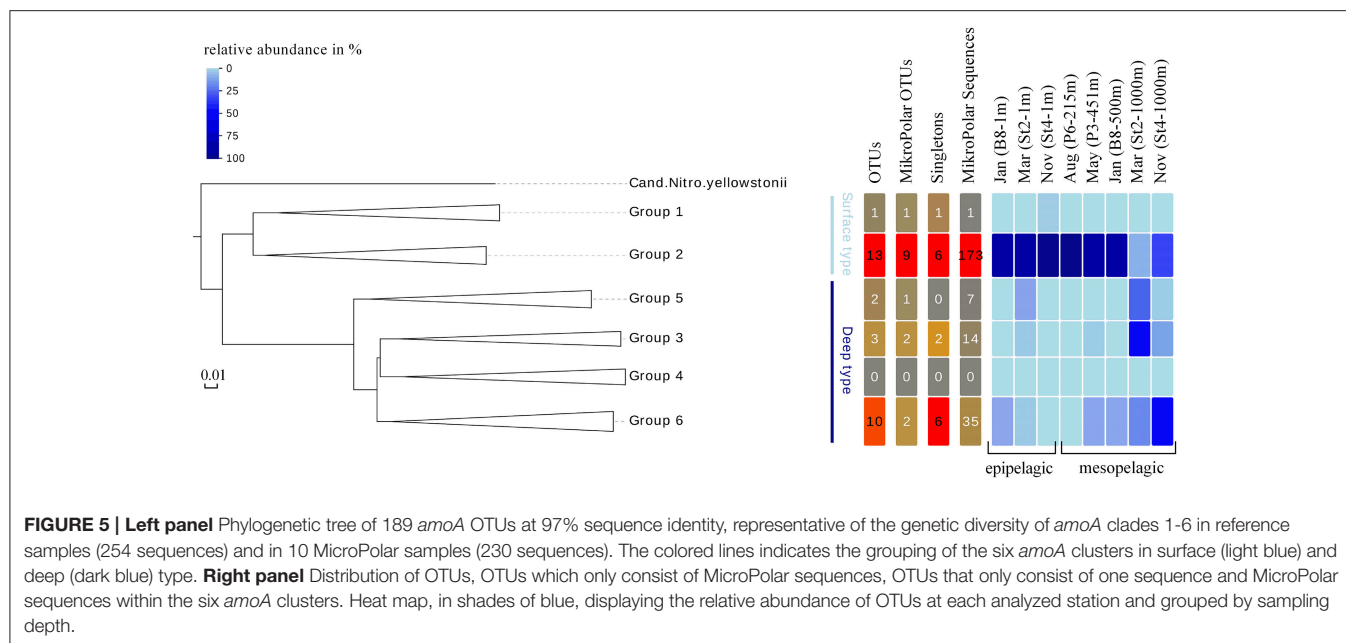 relative abundance in %
0
25
50
75
100
OTUs
MikroPolar OTUs
Singletons
MikroPolar Sequences
Jan (B8-1m)
Mar (St2-1m)
Nov (St4-1m)
Aug (P6-215m)
May (P3-451m)
Jan (B8-500m)
Mar (St2-1000m)
Nov (St4-1000m)
Cand.Nitro.yellowstonii
Group 1
Group 2
Group 5
Group 3
Group 4
Group 6
0.01
Surface type
Deep type
1 1 1 1
13 9 6 173
2 1 0 7
3 2 2 14
0 0 0 0
10 2 6 35
epipelagic mesopelagic
FIGURE 5 | Left panel Phylogenetic tree of 189 amoA OTUs at 97% sequence identity, representative of the genetic diversity of amoA clades 1-6 in reference
samples (254 sequences) and in 10 MicroPolar samples (230 sequences). The colored lines indicates the grouping of the six amoA clusters in surface (light blue) and
deep (dark blue) type. Right panel Distribution of OTUs, OTUs which only consist of MicroPolar sequences, OTUs that only consist of one sequence and MicroPolar
sequences within the six amoA clusters. Heat map, in shades of blue, displaying the relative abundance of OTUs at each analyzed station and grouped by sampling
depth.